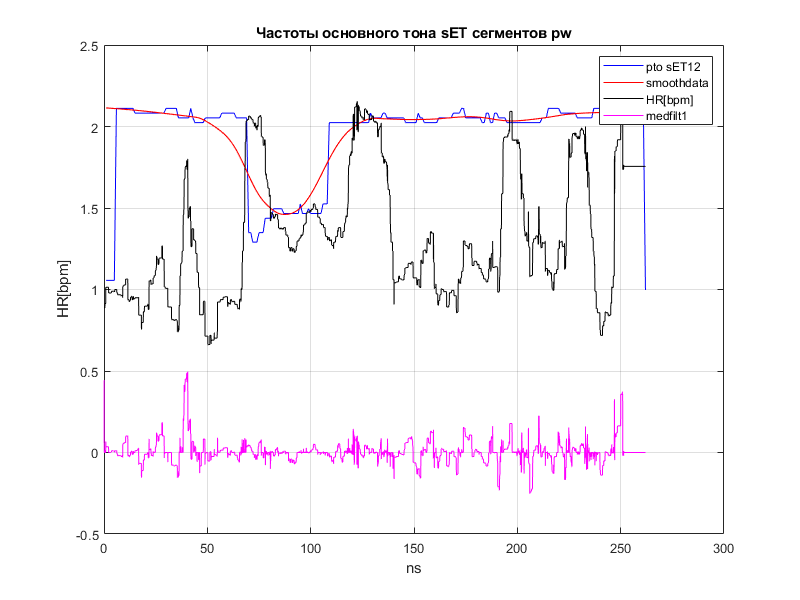 Частоты основного тона sET сегментов pw
pto sET12
smoothdata
HR[bpm]
medfilt1
2.5
2
1.5
1
0.5
0
-0.5
HR[bpm]
0 50 100 150 200 250 300
ns